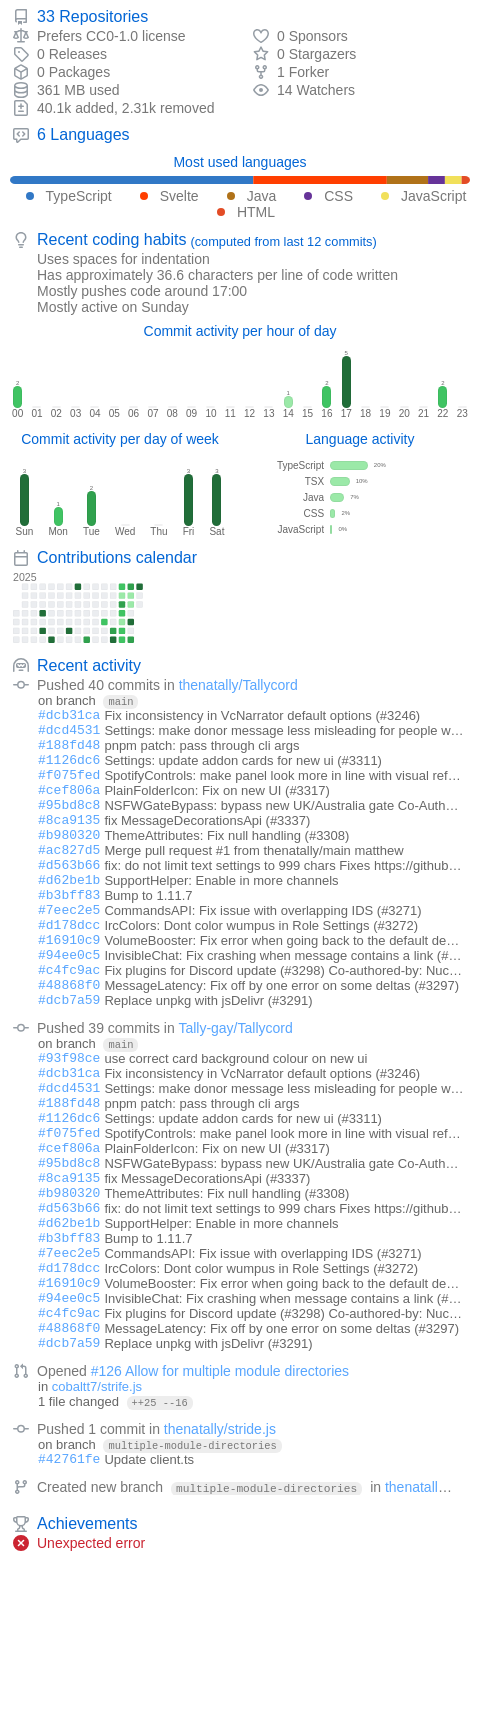 33 Repositories
Prefers CC0-1.0 license
0 Sponsors
0 Releases
0 Stargazers
0 Packages
1 Forker
361 MB used
14 Watchers
40.1k added, 2.31k removed
6 Languages
Most used languages
TypeScript Svelte Java CSS JavaScript
HTML
Recent coding habits (computed from last 12 commits)
Uses spaces for indentation
Has approximately 36.6 characters per line of code written
Mostly pushes code around 17:00
Mostly active on Sunday
Commit activity per hour of day
2 1 2 5 2
00 01 02 03 04 05 06 07 08 09 10 11 12 13 14 15 16 17 18 19 20 21 22 23
Commit activity per day of week
3 1 2 3 3
Sun Mon Tue Wed Thu Fri Sat
Language activity
TypeScript 20%
TSX 10%
Java 7%
CSS 2%
JavaScript 0%
Contributions calendar
2025
Recent activity
Pushed 40 commits in thenatally/Tallycord
on branch main
#dcb31ca Fix inconsistency in VcNarrator default options (#3246)
#dcd4531 Settings: make donor message less misleading for people w…
#188fd48 pnpm patch: pass through cli args
#1126dc6 Settings: update addon cards for new ui (#3311)
#f075fed SpotifyControls: make panel look more in line with visual ref…
#cef806a PlainFolderIcon: Fix on new UI (#3317)
#95bd8c8 NSFWGateBypass: bypass new UK/Australia gate Co-Auth…
#8ca9135 fix MessageDecorationsApi (#3337)
#b980320 ThemeAttributes: Fix null handling (#3308)
#ac827d5 Merge pull request #1 from thenatally/main matthew
#d563b66 fix: do not limit text settings to 999 chars Fixes https://github…
#d62be1b SupportHelper: Enable in more channels
#b3bff83 Bump to 1.11.7
#7eec2e5 CommandsAPI: Fix issue with overlapping IDS (#3271)
#d178dcc IrcColors: Dont color wumpus in Role Settings (#3272)
#16910c9 VolumeBooster: Fix error when going back to the default de…
#94ee0c5 InvisibleChat: Fix crashing when message contains a link (#…
#c4fc9ac Fix plugins for Discord update (#3298) Co-authored-by: Nuc…
#48868f0 MessageLatency: Fix off by one error on some deltas (#3297)
#dcb7a59 Replace unpkg with jsDelivr (#3291)
Pushed 39 commits in Tally-gay/Tallycord
on branch main
#93f98ce use correct card background colour on new ui
#dcb31ca Fix inconsistency in VcNarrator default options (#3246)
#dcd4531 Settings: make donor message less misleading for people w…
#188fd48 pnpm patch: pass through cli args
#1126dc6 Settings: update addon cards for new ui (#3311)
#f075fed SpotifyControls: make panel look more in line with visual ref…
#cef806a PlainFolderIcon: Fix on new UI (#3317)
#95bd8c8 NSFWGateBypass: bypass new UK/Australia gate Co-Auth…
#8ca9135 fix MessageDecorationsApi (#3337)
#b980320 ThemeAttributes: Fix null handling (#3308)
#d563b66 fix: do not limit text settings to 999 chars Fixes https://github…
#d62be1b SupportHelper: Enable in more channels
#b3bff83 Bump to 1.11.7
#7eec2e5 CommandsAPI: Fix issue with overlapping IDS (#3271)
#d178dcc IrcColors: Dont color wumpus in Role Settings (#3272)
#16910c9 VolumeBooster: Fix error when going back to the default de…
#94ee0c5 InvisibleChat: Fix crashing when message contains a link (#…
#c4fc9ac Fix plugins for Discord update (#3298) Co-authored-by: Nuc…
#48868f0 MessageLatency: Fix off by one error on some deltas (#3297)
#dcb7a59 Replace unpkg with jsDelivr (#3291)
Opened #126 Allow for multiple module directories
in cobaltt7/strife.js
1 file changed ++25 --16
Pushed 1 commit in thenatally/stride.js
on branch multiple-module-directories
#42761fe Update client.ts
Created new branch multiple-module-directories in thenatall…
Achievements
Unexpected error